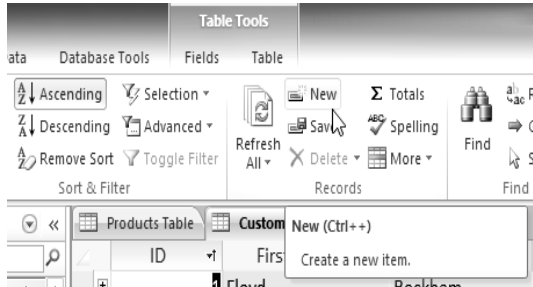 Table Tools
ata Database Tools Fields Table
Ascending Selection New Totals
Descending Advanced Save Spelling
Remove Sort Toggle Filter Refresh All Delete More Find
Sort & Filter Records Find
Products Table Custom
New (Ctrl++)
Create a new item.
ID Firs
1 Floyd Beckham